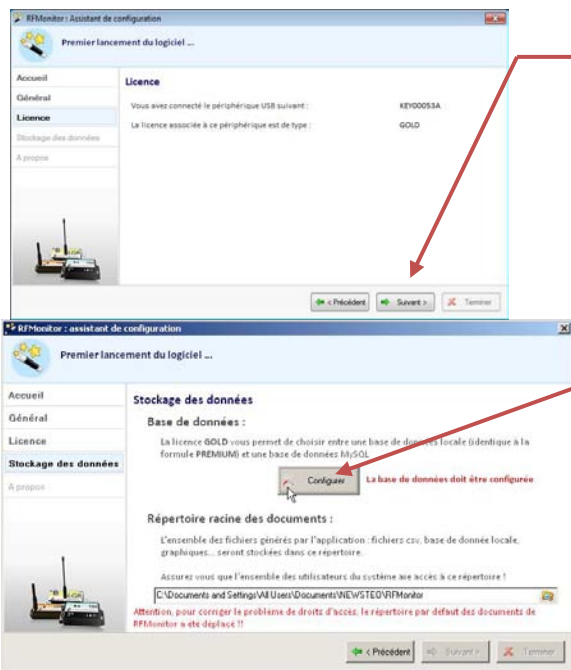 RFMonitor : Assistant de configuration
Premier lancement du logiciel ...
Accueil
Général
Licence
Stockage des données
A propos
Licence
Vous avez connecté le périphérique USB suivant : KEY00053A
La licence associée à ce périphérique est de type : GOLD
< Précédent
Suivant >
Terminer
RFMonitor : assistant de configuration
Premier lancement du logiciel ...
Accueil
Général
Licence
Stockage des données
A propos
Stockage des données
Base de données :
La licence GOLD vous permet de choisir entre une base de données locale (identique à la
formule PREMIUM) et une base de données MySQL
Configurer
La base de données doit être configurée
Répertoire racine des documents :
L'ensemble des fichiers générés par l'application : fichiers csv, base de donnée locale,
graphiques... seront stockées dans ce répertoire.
Assurez vous que l'ensemble des utilisateurs du système aie accès à ce répertoire !
C:\Documents and Settings\All Users\Documents\NEWSTEO\RFMonitor
Attention, pour corriger le problème de droits d'accès, le répertoire par défaut des documents de
RFMonitor a été déplacé !!
< Précédent
Suivant >
Terminer